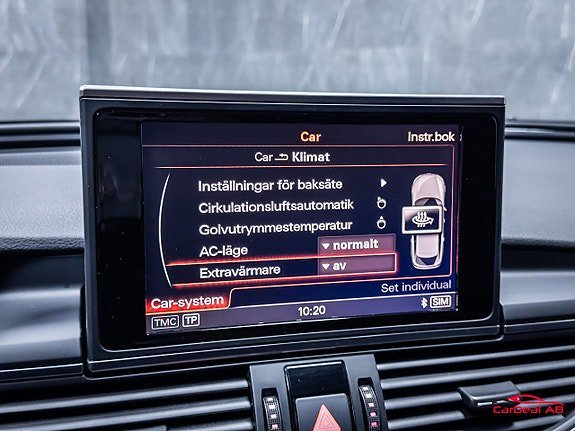 Car
Instr.bok
Car Klimat
Inställningar för baksäte
Cirkulationsluftsautomatik
Golvutrymmestemperatur
AC-läge normalt
Extravärmare av
Set individual
Car-system
TMC TP 10:20 SIM
CarDeal AB